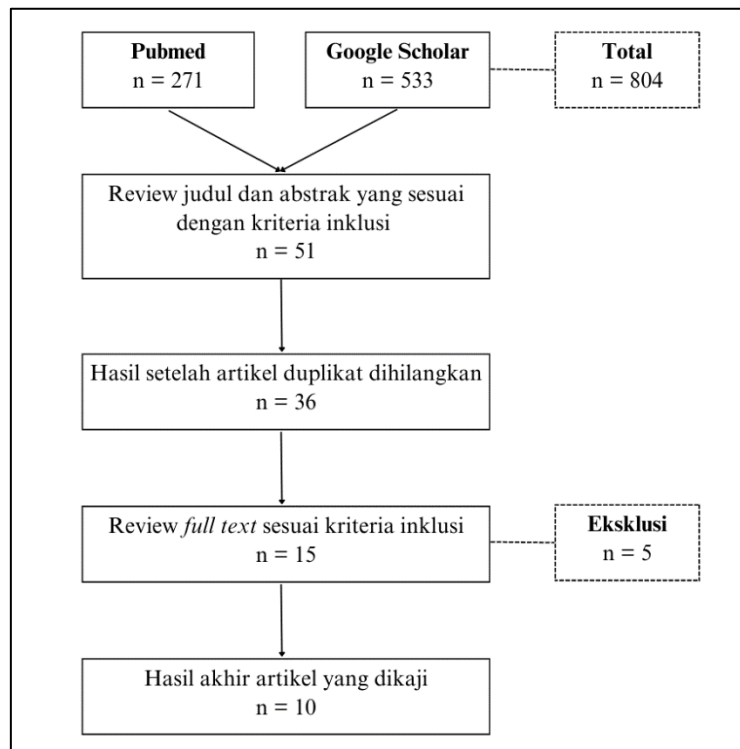 Pubmed
n = 271
Google Scholar
n = 533
Total
n = 804
Review judul dan abstrak yang sesuai
dengan kriteria inklusi
n = 51
Hasil setelah artikel duplikat dihilangkan
n = 36
Review full text sesuai kriteria inklusi
n = 15
Eksklusi
n = 5
Hasil akhir artikel yang dikaji
n = 10